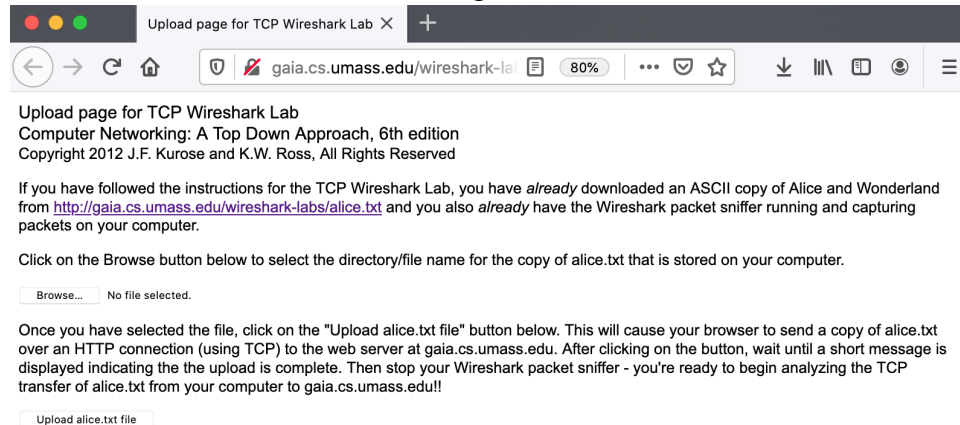 Upload page for TCP Wireshark Lab
gaia.cs.umass.edu/wireshark-la
80%
Upload page for TCP Wireshark Lab
Computer Networking: A Top Down Approach, 6th edition
Copyright 2012 J.F. Kurose and K.W. Ross, All Rights Reserved
If you have followed the instructions for the TCP Wireshark Lab, you have already downloaded an ASCII copy of Alice and Wonderland
from http://gaia.cs.umass.edu/wireshark-labs/alice.txt and you also already have the Wireshark packet sniffer running and capturing
packets on your computer.
Click on the Browse button below to select the directory/file name for the copy of alice.txt that is stored on your computer.
Browse... No file selected.
Once you have selected the file, click on the "Upload alice.txt file" button below. This will cause your browser to send a copy of alice.txt
over an HTTP connection (using TCP) to the web server at gaia.cs.umass.edu. After clicking on the button, wait until a short message is
displayed indicating the the upload is complete. Then stop your Wireshark packet sniffer - you're ready to begin analyzing the TCP
transfer of alice.txt from your computer to gaia.cs.umass.edu!!
Upload alice.txt file